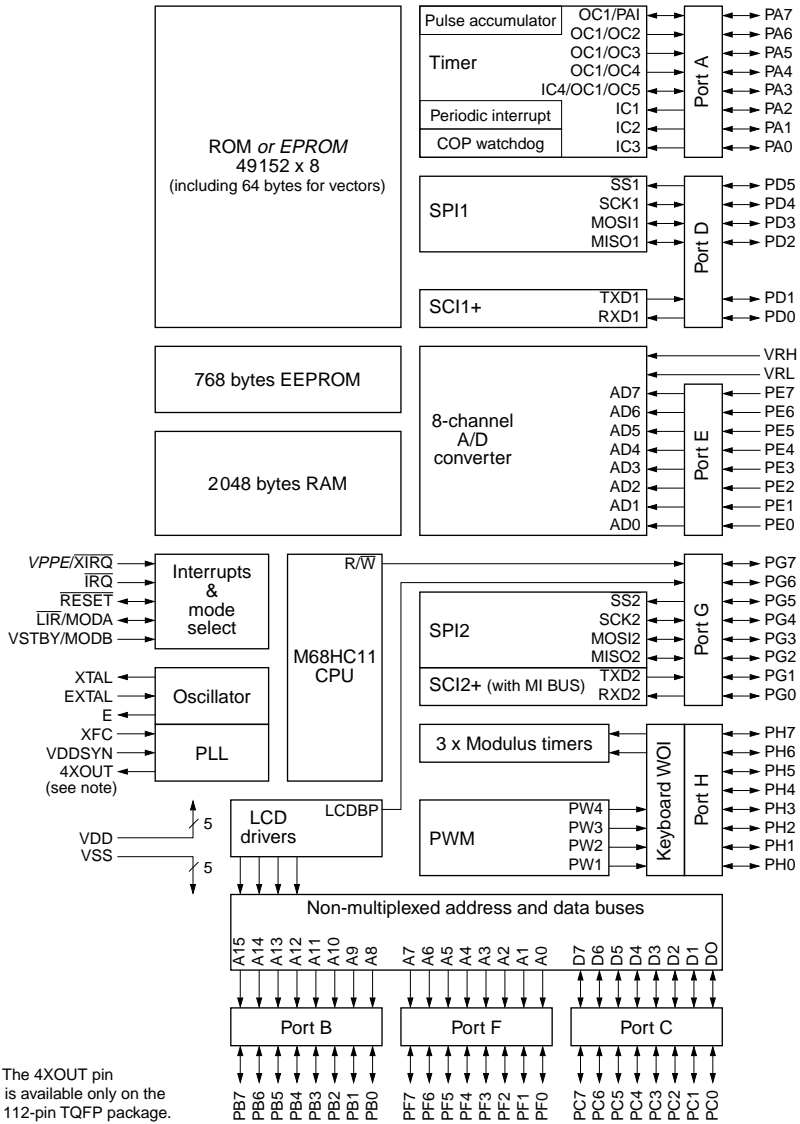 ROM or EPROM
49152 x 8
(including 64 bytes for vectors)
Pulse accumulator
Timer
Periodic interrupt
COP watchdog
OC1/PAI
OC1/OC2
OC1/OC3
OC1/OC4
IC4/OC1/OC5
IC1
IC2
IC3
Port A
PA7
PA6
PA5
PA4
PA3
PA2
PA1
PA0
SPI1
SS1
SCK1
MOSI1
MISO1
SCI1+
TXD1
RXD1
Port D
PD5
PD4
PD3
PD2
PD1
PD0
768 bytes EEPROM
2048 bytes RAM
8-channel
A/D
converter
AD7
AD6
AD5
AD4
AD3
AD2
AD1
AD0
Port E
VRH
VRL
PE7
PE6
PE5
PE4
PE3
PE2
PE1
PE0
VPPE/XIRQ
IRQ
RESET
LIR/MODA
VSTBY/MODB
Interrupts
&
mode
select
XTAL
EXTAL
E
XFC
VDDSYN
4XOUT
(see note)
Oscillator
PLL
R/W
M68HC11
CPU
SPI2
SS2
SCK2
MOSI2
MISO2
SCI2+ (with MI BUS)
TXD2
RXD2
Port G
PG7
PG6
PG5
PG4
PG3
PG2
PG1
PG0
3 x Modulus timers
PWM
PW4
PW3
PW2
PW1
Keyboard WOI
Port H
PH7
PH6
PH5
PH4
PH3
PH2
PH1
PH0
VDD
VSS
5
5
LCD
drivers
LCDBP
Non-multiplexed address and data buses
A15
A14
A13
A12
A11
A10
A9
A8
A7
A6
A5
A4
A3
A2
A1
A0
D7
D6
D5
D4
D3
D2
D1
DO
Port B
Port F
Port C
PB7
PB6
PB5
PB4
PB3
PB2
PB1
PB0
PF7
PF6
PF5
PF4
PF3
PF2
PF1
PF0
PC7
PC6
PC5
PC4
PC3
PC2
PC1
PC0
The 4XOUT pin
is available only on the
112-pin TQFP package.